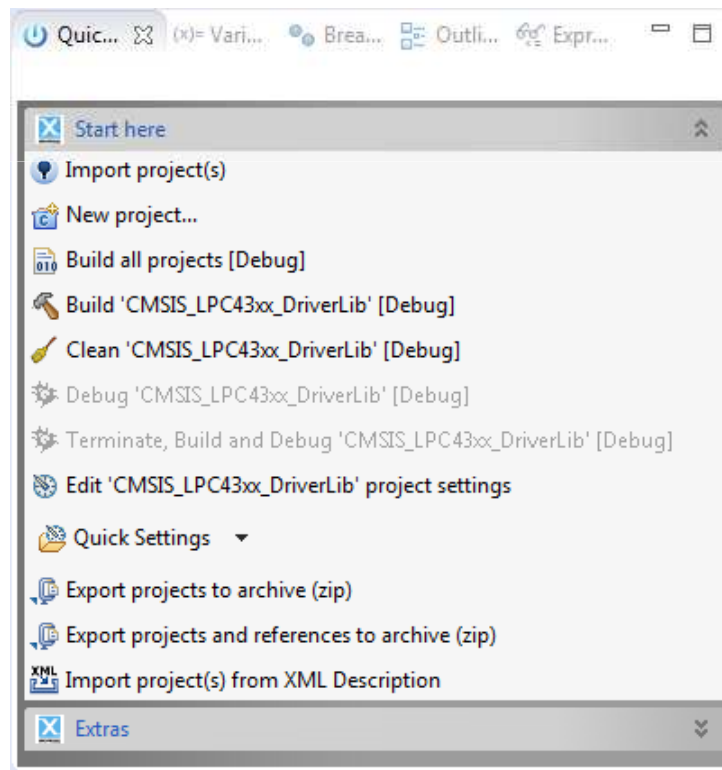 Quic... (x)= Vari... Brea... Outli... Expr...
Start here
Import project(s)
New project...
Build all projects [Debug]
Build 'CMSIS_LPC43xx_DriverLib' [Debug]
Clean 'CMSIS_LPC43xx_DriverLib' [Debug]
Debug 'CMSIS_LPC43xx_DriverLib' [Debug]
Terminate, Build and Debug 'CMSIS_LPC43xx_DriverLib' [Debug]
Edit 'CMSIS_LPC43xx_DriverLib' project settings
Quick Settings
Export projects to archive (zip)
Export projects and references to archive (zip)
Import project(s) from XML Description
Extras